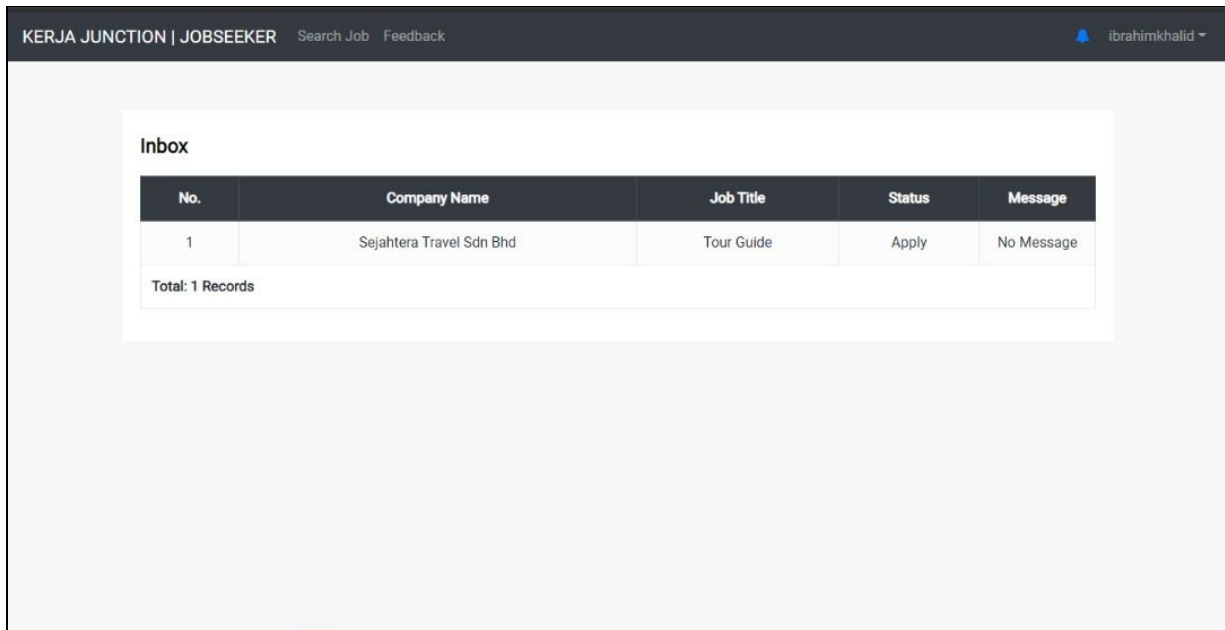 KERJA JUNCTION | JOBSEEKER Search Job Feedback ibrahimkhalid
Inbox
No. Company Name Job Title Status Message
1 Sejahtera Travel Sdn Bhd Tour Guide Apply No Message
Total: 1 Records